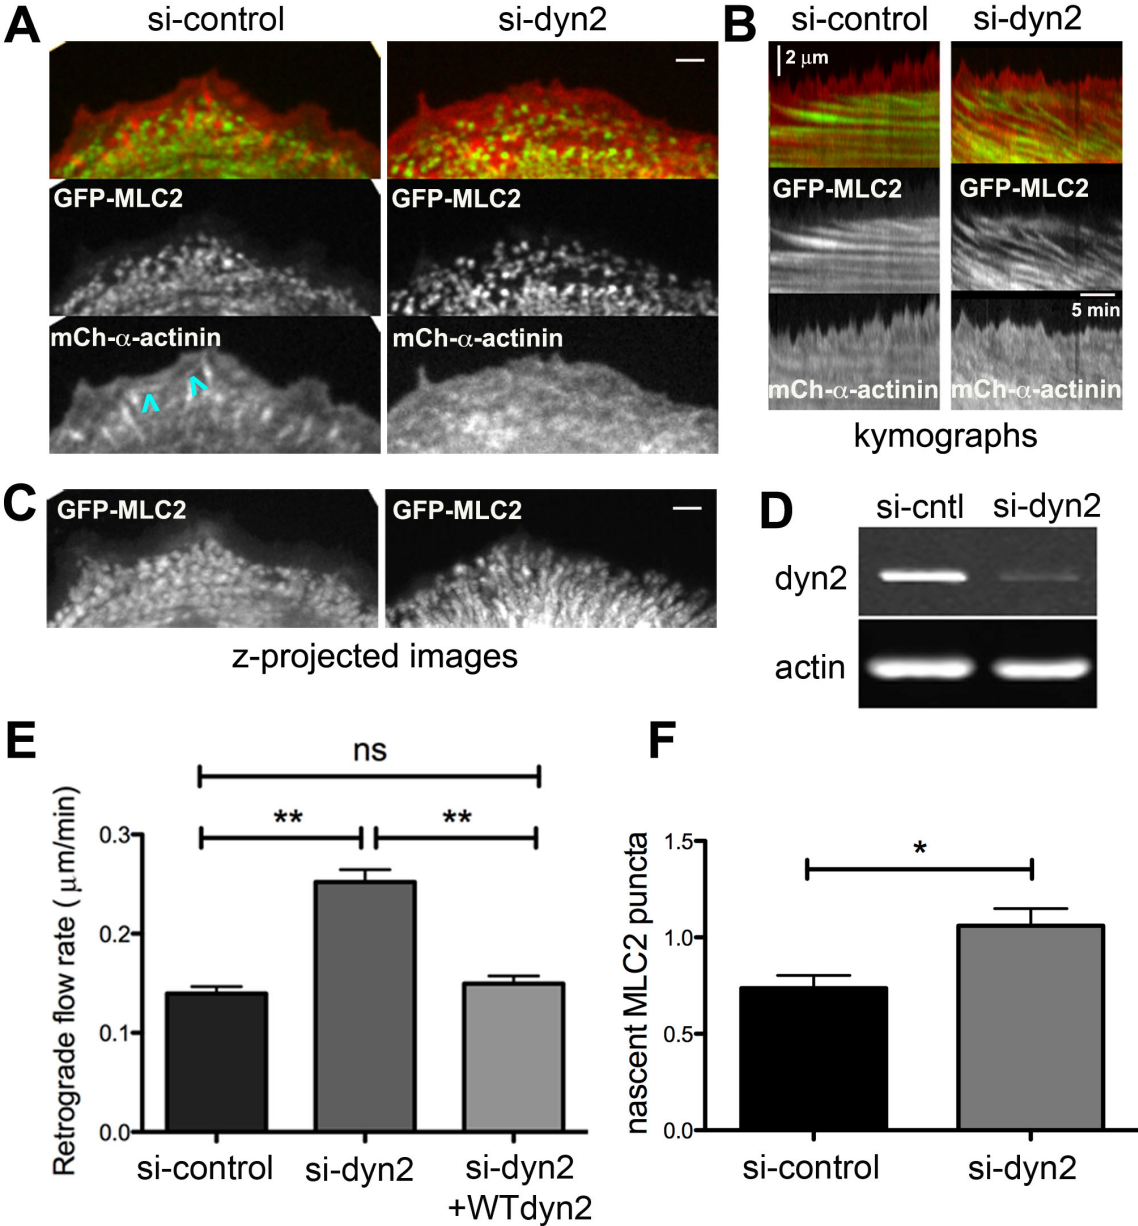 A
si-control
si-dyn2
GFP-MLC2
GFP-MLC2
mCh-α-actinin
mCh-α-actinin
B
si-control
si-dyn2
2 μm
GFP-MLC2
GFP-MLC2
5 min
mCh-α-actinin
mCh-α-actinin
kymographs
C
GFP-MLC2
GFP-MLC2
z-projected images
D
si-cntl
si-dyn2
dyn2
actin
E
ns
**
**
Retrograde flow rate ( μm/min)
0.3
0.2
0.1
0.0
si-control
si-dyn2
si-dyn2
+WTdyn2
F
*
nascent MLC2 puncta
1.5
1.0
0.5
0.0
si-control
si-dyn2